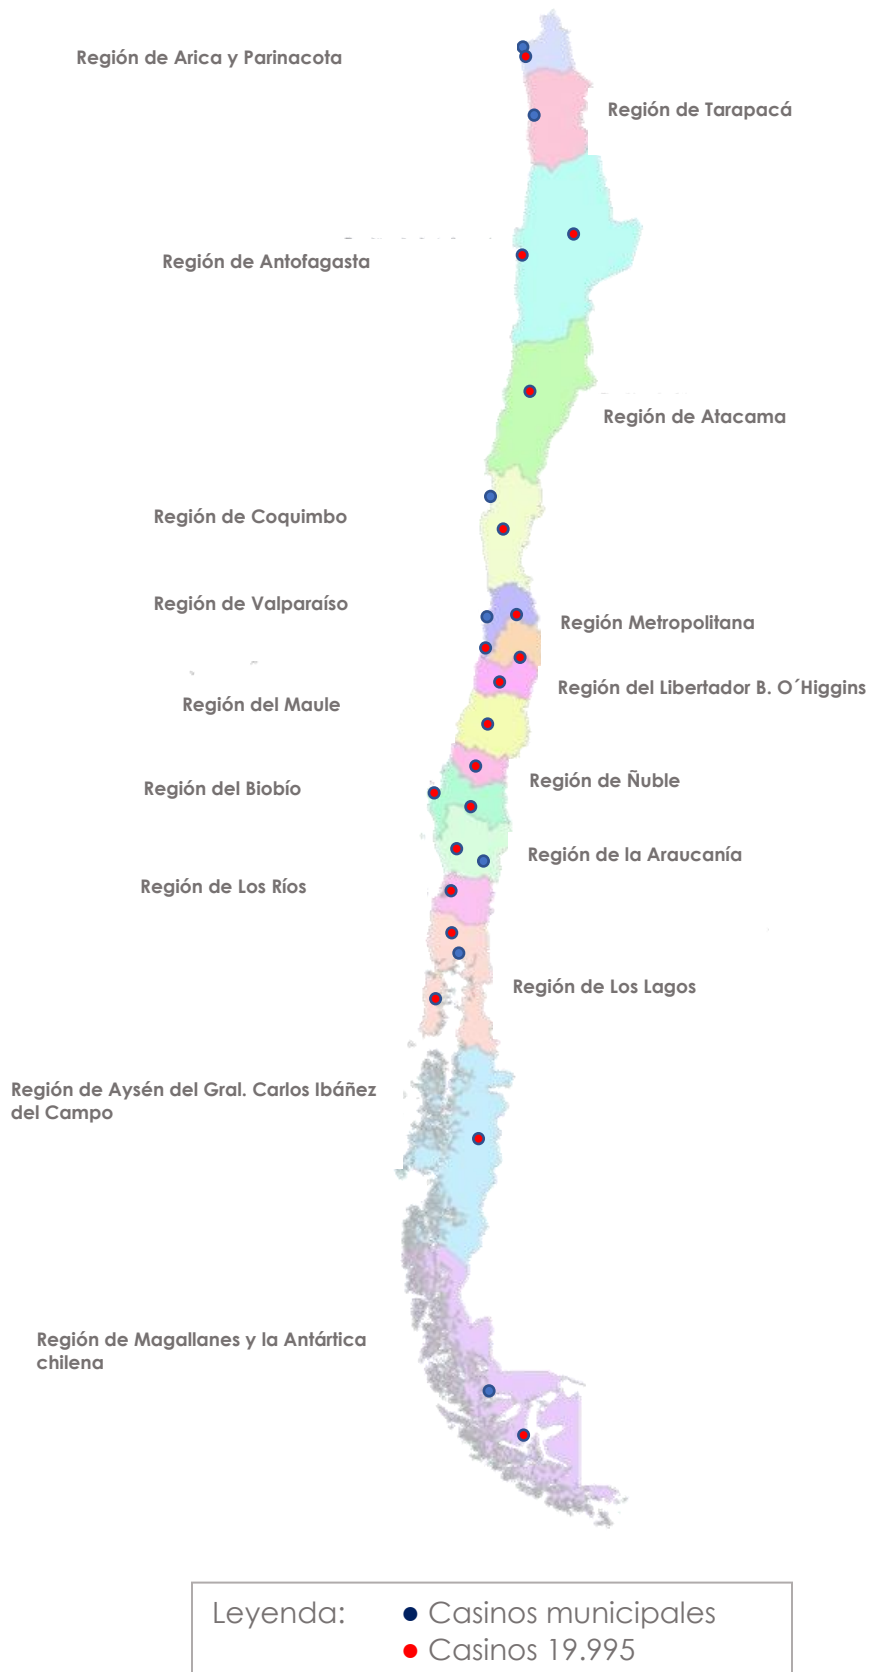 Región de Arica y Parinacota
Región de Tarapacá
Región de Antofagasta
Región de Atacama
Región de Coquimbo
Región de Valparaíso
Región Metropolitana
Región del Libertador B. O´Higgins
Región del Maule
Región de Ñuble
Región del Biobío
Región de la Araucanía
Región de Los Ríos
Región de Los Lagos
Región de Aysén del Gral. Carlos Ibáñez
del Campo
Región de Magallanes y la Antártica
chilena
Leyenda: ● Casinos municipales
● Casinos 19.995